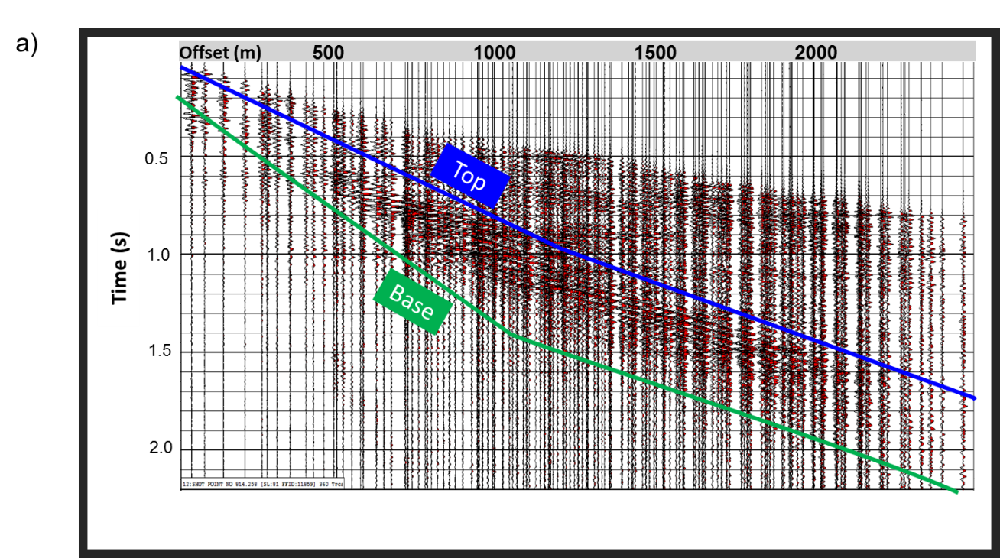 a)
Offset (m) 500 1000 1500 2000
0.5
Top
1.0
Time (s)
Base
1.5
2.0
12:SHOT POINT NO 814.258 [SL:81 FFID:11859] 360 Trc